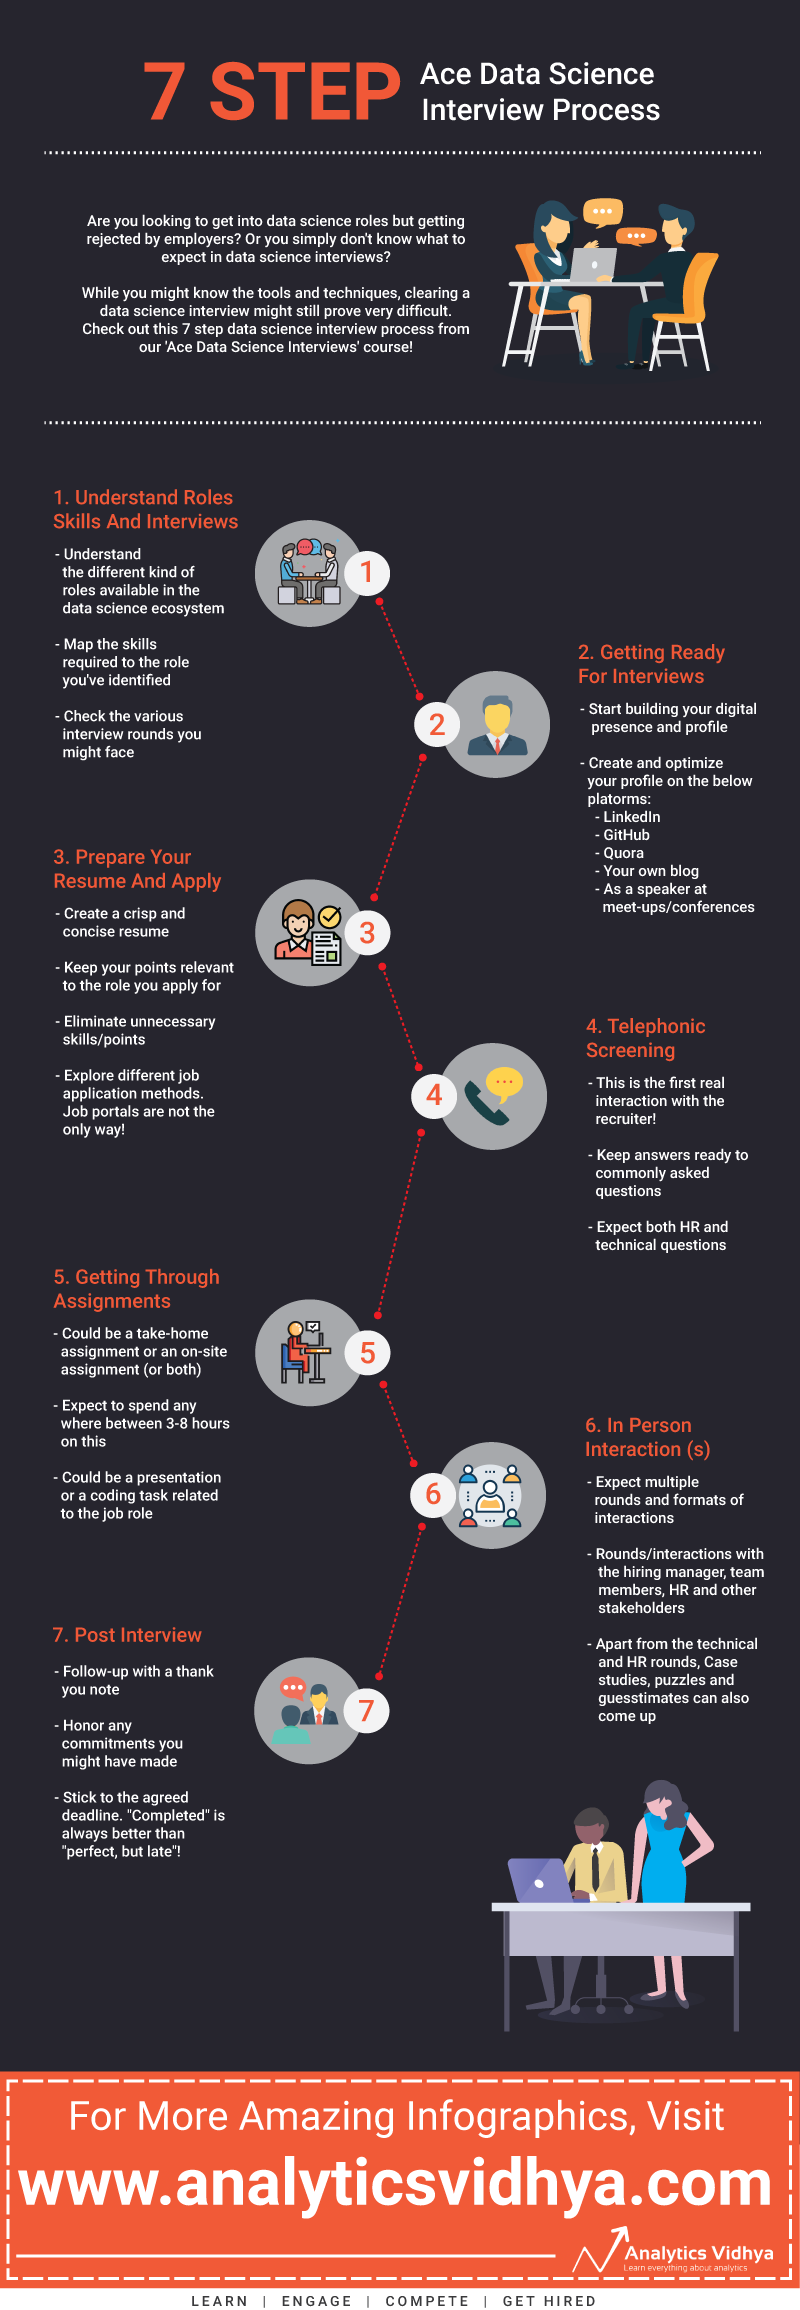 7 STEP
Ace Data Science
Interview Process
Are you looking to get into data science roles but getting
rejected by employers? Or you simply don't know what to
expect in data science interviews?
While you might know the tools and techniques, clearing a
data science interview might still prove very difficult.
Check out this 7 step data science interview process from
our 'Ace Data Science Interviews' course!
1. Understand Roles
Skills And Interviews
- Understand
the different kind of
roles available in the
data science ecosystem
- Map the skills
required to the role
you've identified
- Check the various
interview rounds you
might face
1
2. Getting Ready
For Interviews
- Start building your digital
presence and profile
- Create and optimize
your profile on the below
platorms:
- LinkedIn
- GitHub
- Quora
- Your own blog
- As a speaker at
meet-ups/conferences
2
3. Prepare Your
Resume And Apply
- Create a crisp and
concise resume
- Keep your points relevant
to the role you apply for
- Eliminate unnecessary
skills/points
- Explore different job
application methods.
Job portals are not the
only way!
3
4. Telephonic
Screening
- This is the first real
interaction with the
recruiter!
- Keep answers ready to
commonly asked
questions
- Expect both HR and
technical questions
4
5. Getting Through
Assignments
- Could be a take-home
assignment or an on-site
assignment (or both)
- Expect to spend any
where between 3-8 hours
on this
- Could be a presentation
or a coding task related
to the job role
5
6. In Person
Interaction (s)
- Expect multiple
rounds and formats of
interactions
- Rounds/interactions with
the hiring manager, team
members, HR and other
stakeholders
- Apart from the technical
and HR rounds, Case
studies, puzzles and
guesstimates can also
come up
6
7. Post Interview
- Follow-up with a thank
you note
- Honor any
commitments you
might have made
- Stick to the agreed
deadline. "Completed" is
always better than
"perfect, but late"!
7
For More Amazing Infographics, Visit
www.analyticsvidhya.com
Analytics Vidhya
Learn everything about analytics
LEARN | ENGAGE | COMPETE | GET HIRED